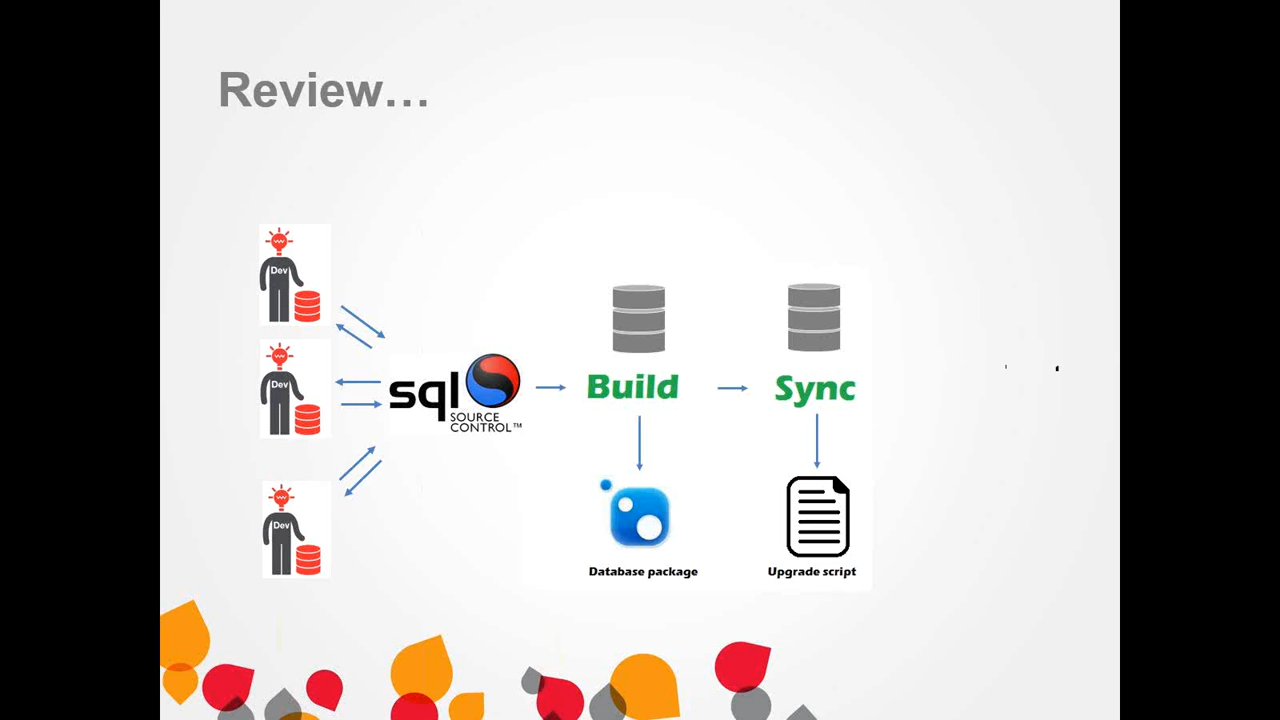 Review...
Dev
Dev
Dev
sql
SOURCE
CONTROL™
Build
Sync
Database package
Upgrade script